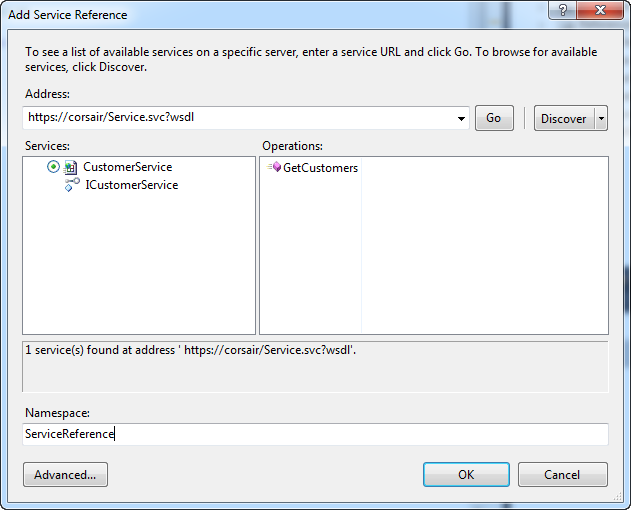 Add Service Reference
To see a list of available services on a specific server, enter a service URL and click Go. To browse for available
services, click Discover.
Address:
https://corsair/Service.svc?wsdl
Go
Discover
Services:
Operations:
CustomerService
ICustomerService
GetCustomers
1 service(s) found at address ' https://corsair/Service.svc?wsdl'.
Namespace:
ServiceReference
Advanced...
OK
Cancel